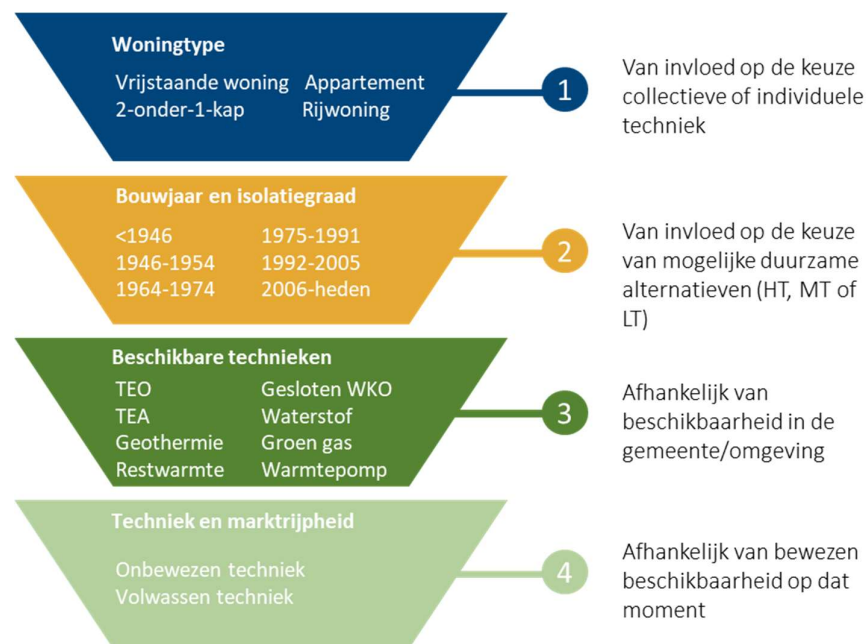 Woningtype
Vrijstaande woning Appartement
2-onder-1-kap Rijwoning
1
Van invloed op de keuze
collectieve of individuele
techniek
Bouwjaar en isolatiegraad
<1946 1975-1991
1946-1954 1992-2005
1964-1974 2006-heden
2
Van invloed op de keuze
van mogelijke duurzame
alternatieven (HT, MT of
LT)
Beschikbare technieken
TEO Gesloten WKO
TEA Waterstof
Geothermie Groen gas
Restwarmte Warmtepomp
3
Afhankelijk van
beschikbaarheid in de
gemeente/omgeving
Techniek en marktrijpheid
Onbewezen techniek
Volwassen techniek
4
Afhankelijk van bewezen
beschikbaarheid op dat
moment